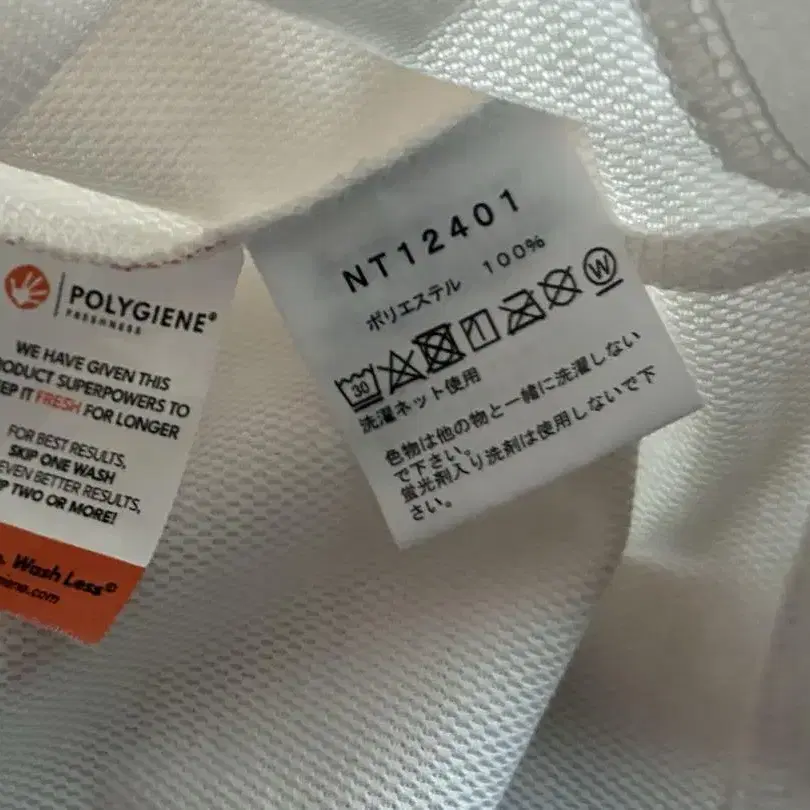 POLYGIENE®
FRESHNESS
WE HAVE GIVEN THIS
PRODUCT SUPERPOWERS TO
KEEP IT FRESH FOR LONGER
FOR BEST RESULTS,
SKIP ONE WASH
EVEN BETTER RESULTS,
TWO OR MORE!
Wash Less©
NT12401
ポリエステル 100%
30 W
洗濯ネット使用
色物は他の物と一緒に洗濯しない
で下さい。
蛍光剤入り洗剤は使用しないで下
さい。